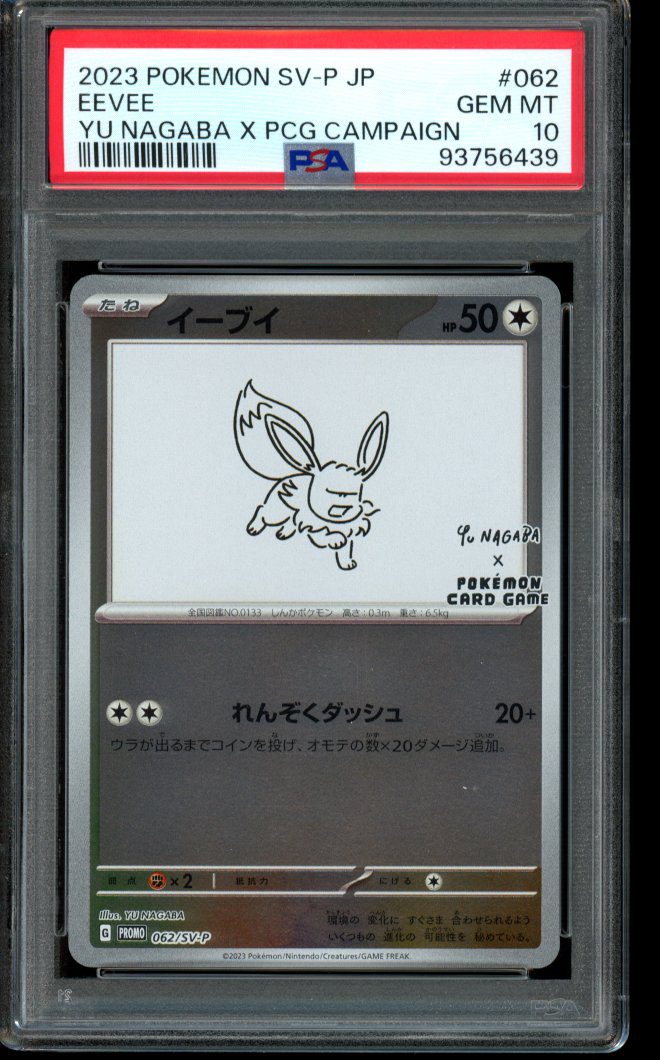 2023 POKEMON SV-P JP #062
EEVEE GEM MT
YU NAGABA X PCG CAMPAIGN 10
PSA 93756439
たね イーブイ HP 50
YU NAGABA
×
POKÉMON
CARD GAME
全国図鑑NO.0133 しんかポケモン 高さ:0.3m 重さ:6.5kg
れんぞくダッシュ 20+
ウラが出るまでコインを投げ、オモテの数×20ダメージ追加。
弱点 ×2 抵抗力 にげる
Illus. YU NAGABA
環境の 変化に すぐさま 合わせられるよう
いくつもの 進化の 可能性を 秘めている。
G PROMO 062/SV-P
©2023 Pokémon/Nintendo/Creatures/GAME FREAK.
PSA